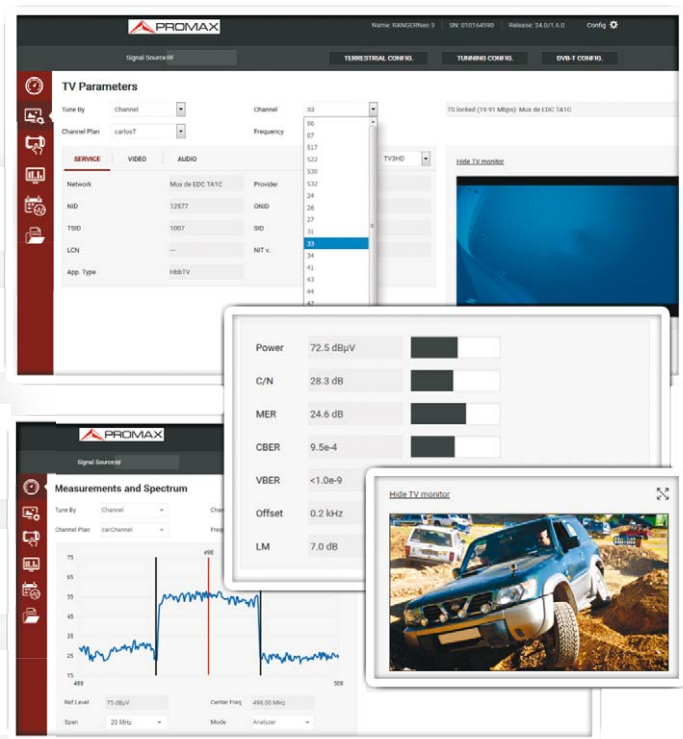 PROMAX
Name: RANGERNeo 3 SN: 010164590 Release: 24.0/1.6.0 Config
Signal Source RF TERRESTRIAL CONFIG. TUNNING CONFIG. DVB-T CONFIG.
TV Parameters
Tune By Channel Channel 33 TS locked (19.91 Mbps): Mux de EDC TA1C
Channel Plan carlosT Frequency
SERVICE VIDEO AUDIO TV3HD Hide TV monitor
Network Mux de EDC TA1C Provider
NID 12577 ONID
TSID 1007 SID
LCN --- NIT v.
App. Type HbbTV
06
07
S17
S22
S30
S32
24
26
27
31
33
34
41
43
44
47
Power 72.5 dBµV
C/N 28.3 dB
MER 24.6 dB
CBER 9.5e-4
VBER <1.0e-9
Offset 0.2 kHz
LM 7.0 dB
PROMAX
Signal Source RF
Measurements and Spectrum
Tune By Channel
Channel Plan carChannel
498
75
65
55
45
35
25
15
488 508
Ref Level 75 dBµV Center Freq 498.00 MHz
Span 20 MHz Mode Analyzer
Hide TV monitor